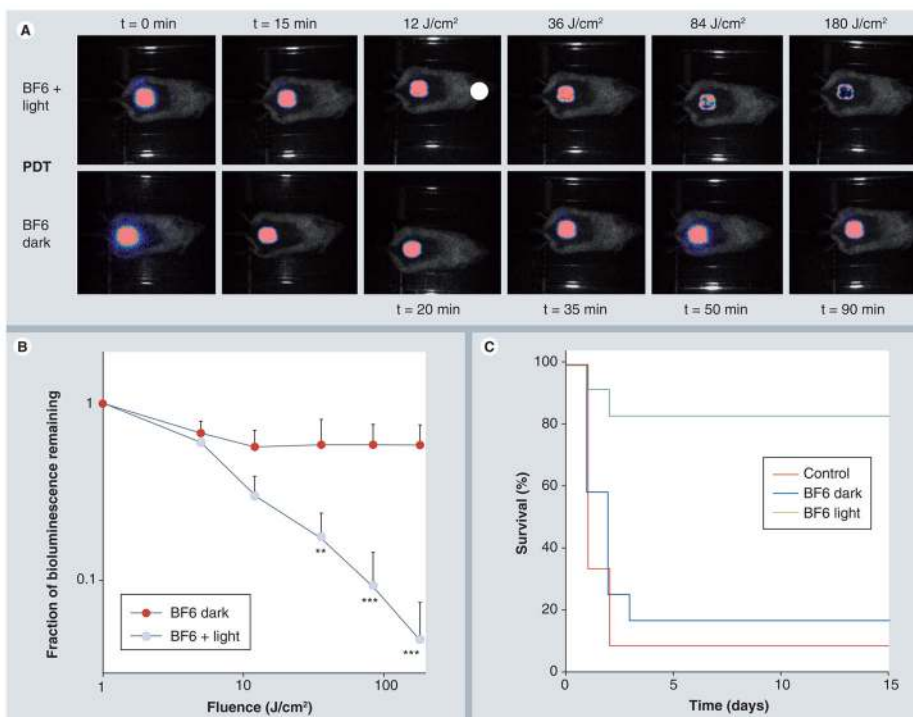 A
t = 0 min
t = 15 min
12 J/cm²
36 J/cm²
84 J/cm²
180 J/cm²
BF6 +
light
PDT
BF6
dark
t = 20 min
t = 35 min
t = 50 min
t = 90 min
B
Fraction of bioluminescence remaining
1
0.1
**
***
***
BF6 dark
BF6 + light
1
10
100
Fluence (J/cm²)
C
Survival (%)
100
80
60
40
20
0
Control
BF6 dark
BF6 light
0
5
10
15
Time (days)